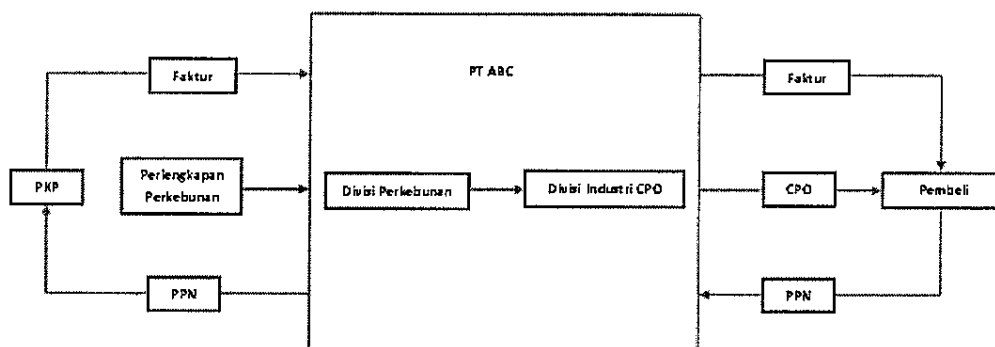 PT ABC
Faktur
Faktur
PKP
Perlengkapan
Perkebunan
Divisi Perkebunan
Divisi Industri CPO
CPO
Pembeli
PPN
PPN